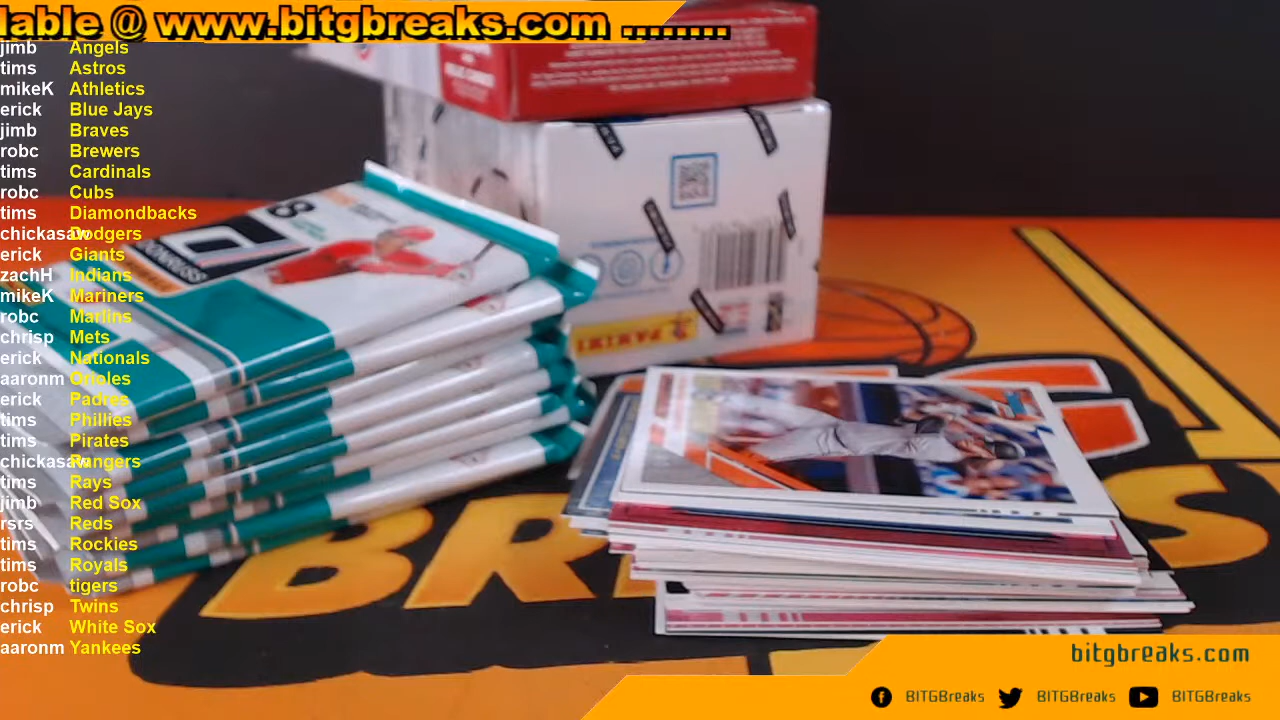 lable @ www.bitgbreaks.com ........
jimb Angels
tims Astros
mikeK Athletics
erick Blue Jays
jimb Braves
robc Brewers
tims Cardinals
robc Cubs
tims Diamondbacks
chickasaw Dodgers
erick Giants
zachH Indians
mikeK Mariners
robc Marlins
chrisp Mets
erick Nationals
aaronm Orioles
erick Padres
tims Phillies
tims Pirates
chickasaw Rangers
tims Rays
jimb Red Sox
rsrs Reds
tims Rockies
tims Royals
robc tigers
chrisp Twins
erick White Sox
aaronm Yankees
DONRUSS
PANINI
BREAKS
bitgbreaks.com
BITGBreaks
BITGBreaks
BITGBreaks